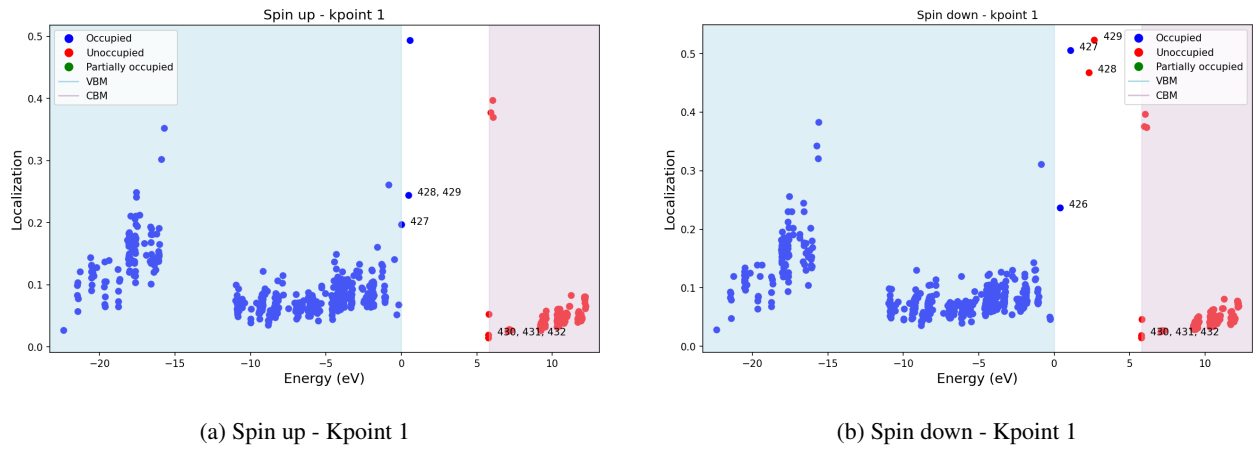 Spin up - kpoint 1
Localization
0.5
0.4
0.3
0.2
0.1
0.0
Occupied
Unoccupied
Partially occupied
VBM
CBM
428, 429
427
430, 431, 432
−20
−15
−10
−5
0
5
10
Energy (eV)
(a) Spin up - Kpoint 1
Spin down - kpoint 1
Localization
0.5
0.4
0.3
0.2
0.1
0.0
429
427
428
Occupied
Unoccupied
Partially occupied
VBM
CBM
426
430, 431, 432
−20
−15
−10
−5
0
5
10
Energy (eV)
(b) Spin down - Kpoint 1